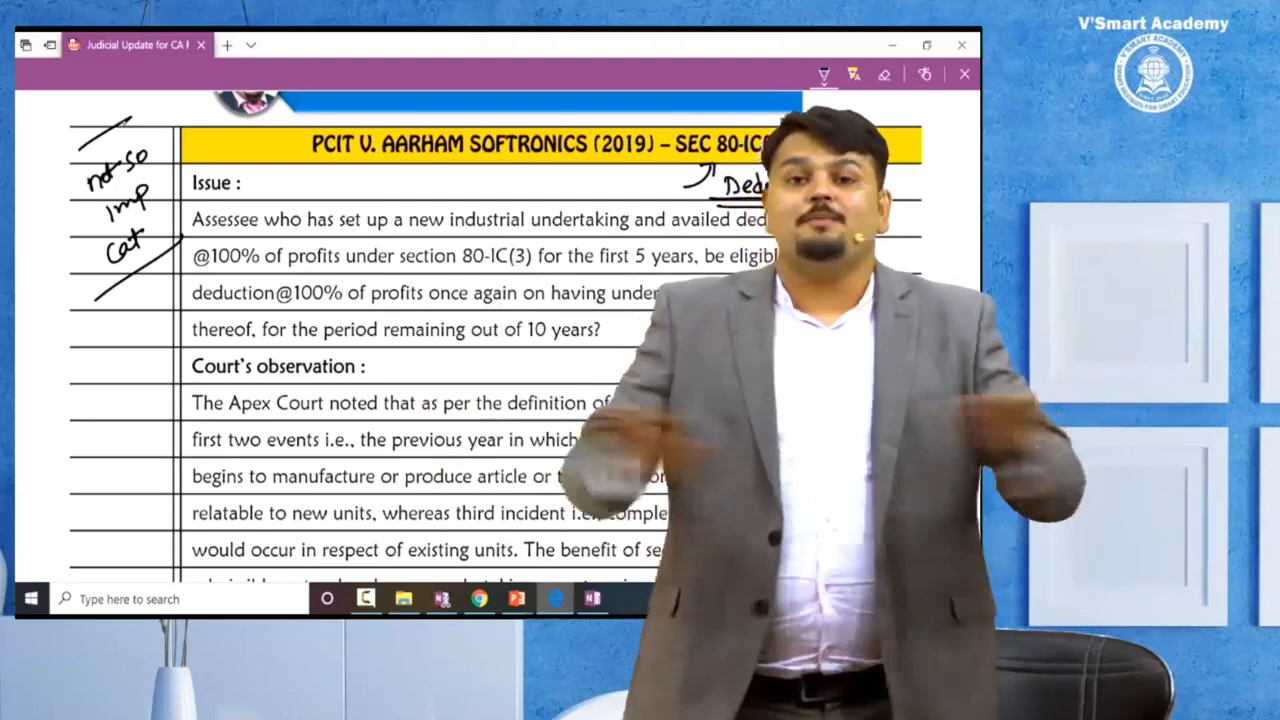 V'Smart Academy
Judicial Update for CA F
PCIT V. AARHAM SOFTRONICS (2019) – SEC 80-IC
not so
imp
cat
Issue :
Ded
Assessee who has set up a new industrial undertaking and availed ded
@100% of profits under section 80-IC(3) for the first 5 years, be eligib
deduction@100% of profits once again on having under
thereof, for the period remaining out of 10 years?
Court's observation :
The Apex Court noted that as per the definition of
first two events i.e., the previous year in which
begins to manufacture or produce article or t
relatable to new units, whereas third incident i.e., comple
would occur in respect of existing units. The benefit of se
Type here to search